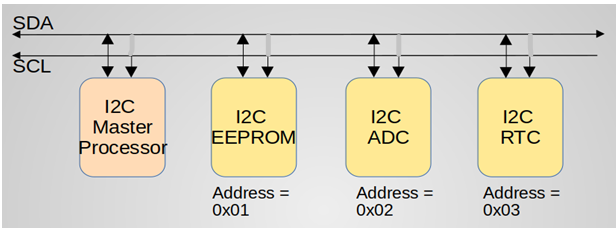 SDA
SCL
I2C
Master
Processor
I2C
EEPROM
I2C
ADC
I2C
RTC
Address =
0x01
Address =
0x02
Address =
0x03